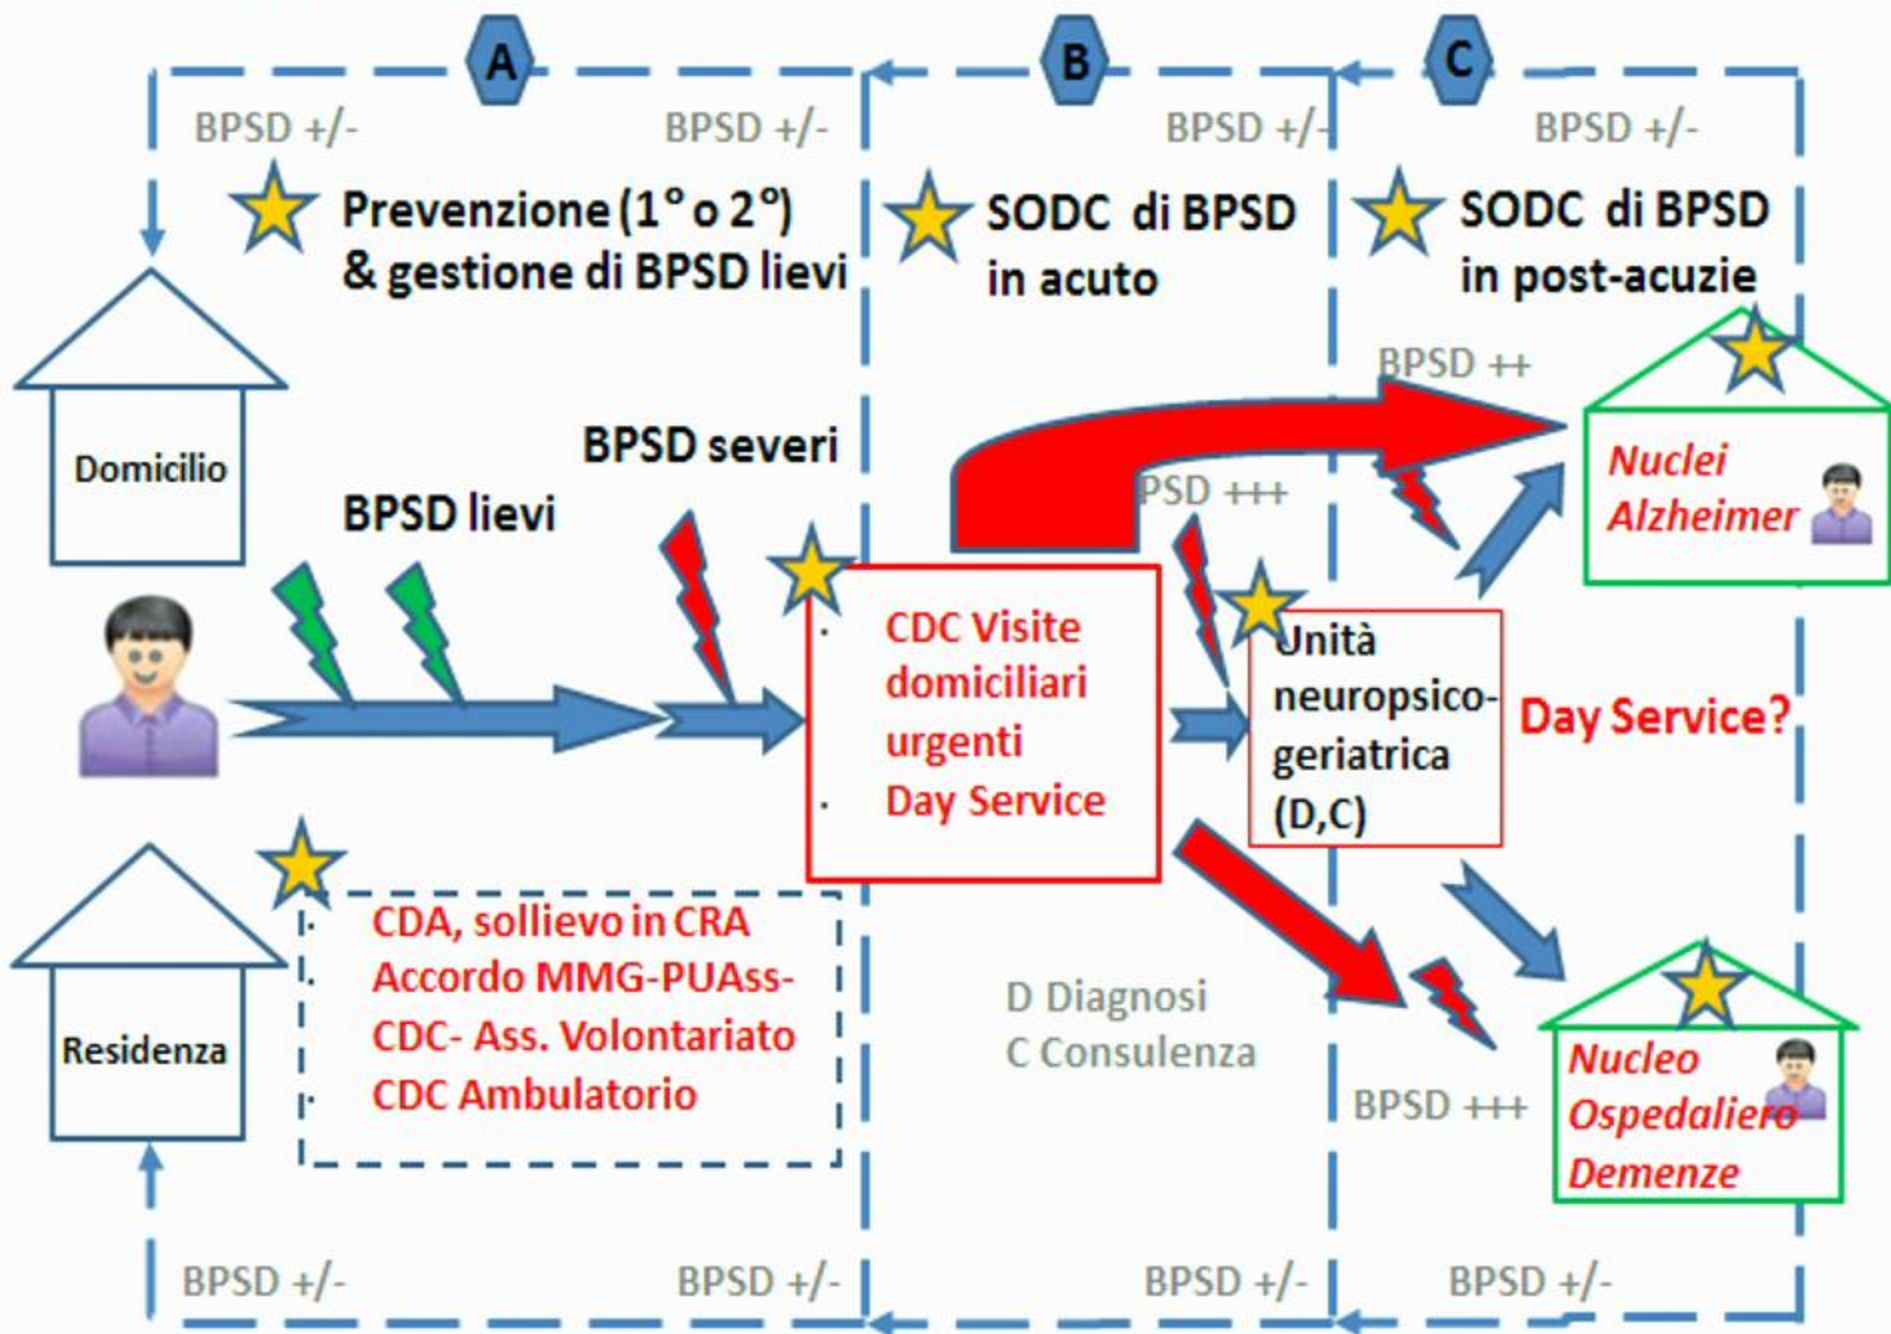 A
B
C
BPSD +/-
BPSD +/-
BPSD +/-
BPSD +/-
Prevenzione (1° o 2°)
& gestione di BPSD lievi
SODC di BPSD
in acuto
SODC di BPSD
in post-acuzie
Domicilio
BPSD lievi
BPSD severi
PSD +++
BPSD ++
Nuclei
Alzheimer
· CDC Visite
domiciliari
urgenti
· Day Service
Unità
neuropsico-
geriatrica
(D,C)
Day Service?
Residenza
· CDA, sollievo in CRA
· Accordo MMG-PUAss-
CDC- Ass. Volontariato
· CDC Ambulatorio
D Diagnosi
C Consulenza
BPSD +++
Nucleo
Ospedaliero
Demenze
BPSD +/-
BPSD +/-
BPSD +/-
BPSD +/-